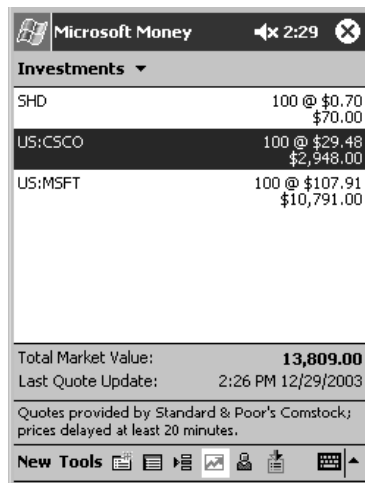 Microsoft Money 2:29
Investments
SHD 100 @ $0.70
$70.00
US:CSCO 100 @ $29.48
$2,948.00
US:MSFT 100 @ $107.91
$10,791.00
Total Market Value: 13,809.00
Last Quote Update: 2:26 PM 12/29/2003
Quotes provided by Standard & Poor's Comstock;
prices delayed at least 20 minutes.
New Tools